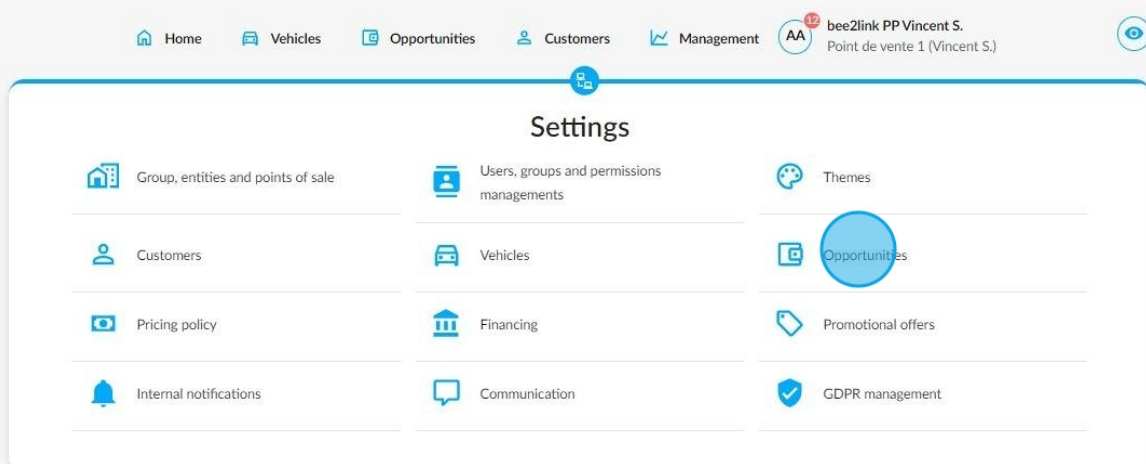 Home
Vehicles
Opportunities
Customers
Management
AA
12
bee2link PP Vincent S.
Point de vente 1 (Vincent S.)
Settings
Group, entities and points of sale
Users, groups and permissions
managements
Themes
Customers
Vehicles
Opportunities
Pricing policy
Financing
Promotional offers
Internal notifications
Communication
GDPR management